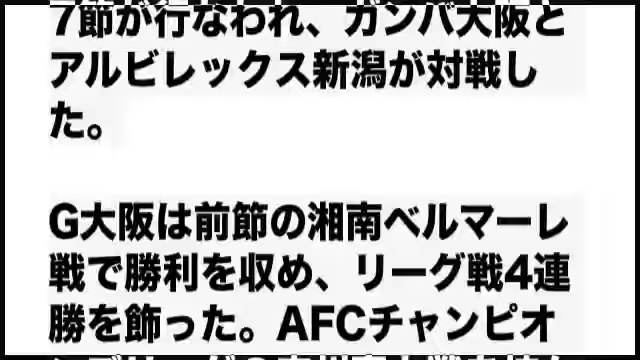 7節が行なわれ、ガンバ大阪と
アルビレックス新潟が対戦し
た。
G大阪は前節の湘南ベルマーレ
戦で勝利を収め、リーグ戦4連
勝を飾った。AFCチャンピオ